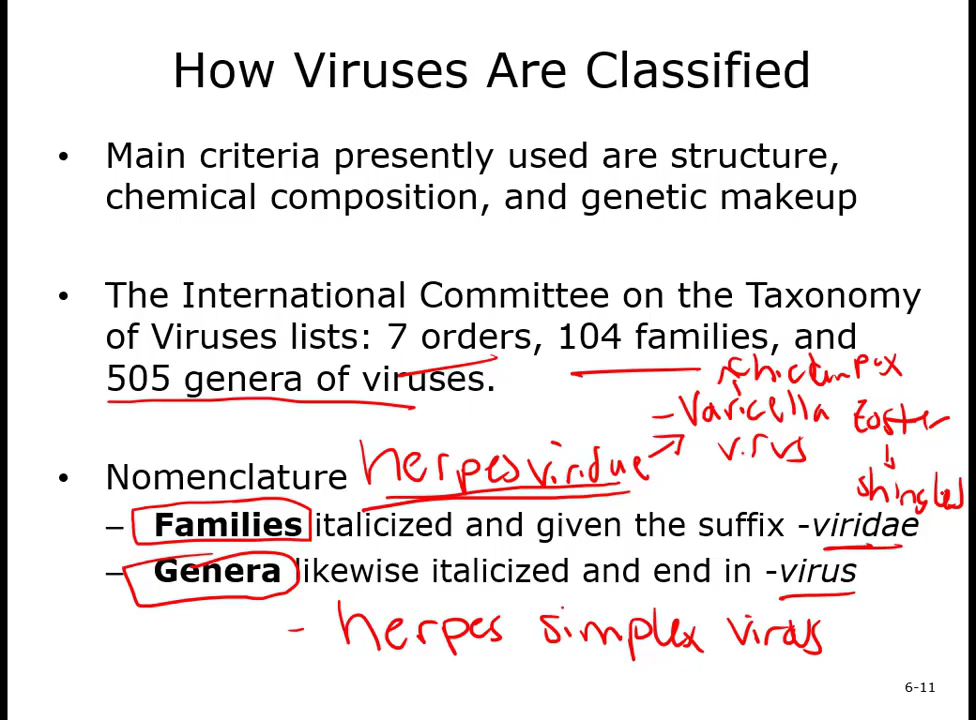 How Viruses Are Classified
• Main criteria presently used are structure,
chemical composition, and genetic makeup
• The International Committee on the Taxonomy
of Viruses lists: 7 orders, 104 families, and
505 genera of viruses.
chickenpox
- Varicella Zoster
virus
shingles
• Nomenclature herpesviridae
– Families italicized and given the suffix -viridae
– Genera likewise italicized and end in -virus
- herpes simplex virus
6-11